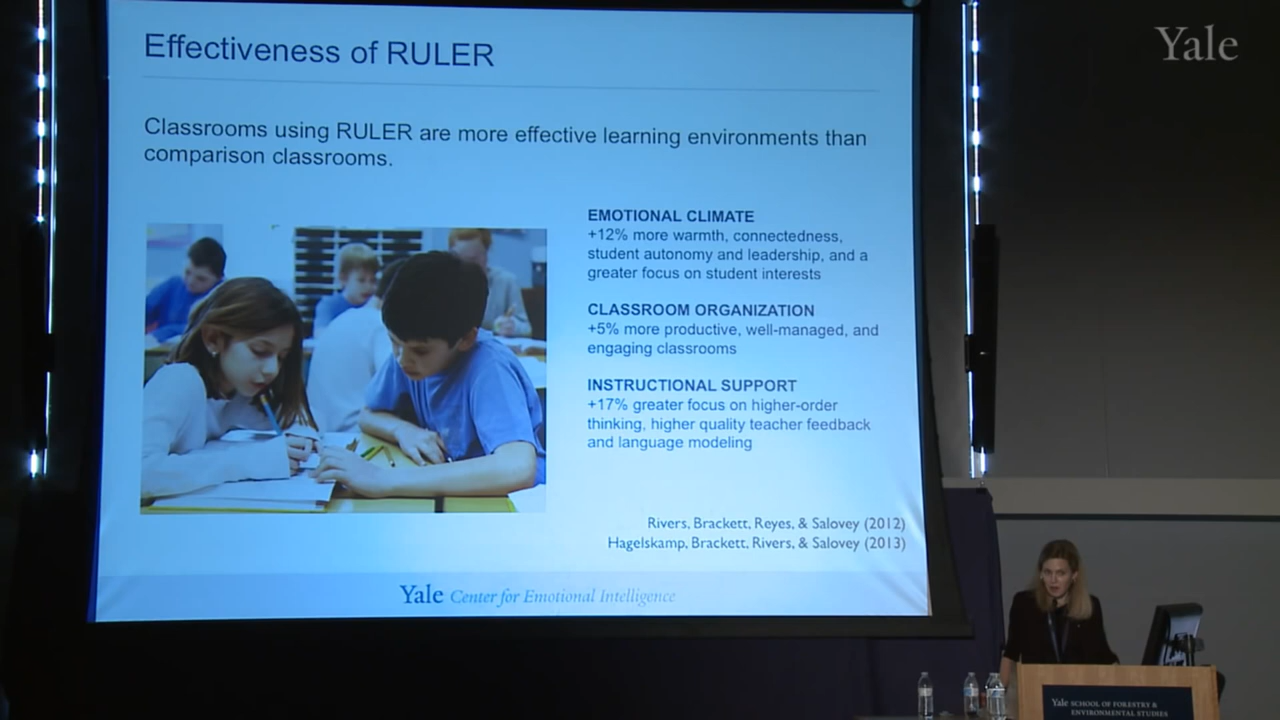 Effectiveness of RULER
Yale
Classrooms using RULER are more effective learning environments than
comparison classrooms.
EMOTIONAL CLIMATE
+12% more warmth, connectedness,
student autonomy and leadership, and a
greater focus on student interests
CLASSROOM ORGANIZATION
+5% more productive, well-managed, and
engaging classrooms
INSTRUCTIONAL SUPPORT
+17% greater focus on higher-order
thinking, higher quality teacher feedback
and language modeling
Rivers, Brackett, Reyes, & Salovey (2012)
Hagelskamp, Brackett, Rivers, & Salovey (2013)
Yale Center for Emotional Intelligence
Yale SCHOOL OF FORESTRY &
ENVIRONMENTAL STUDIES